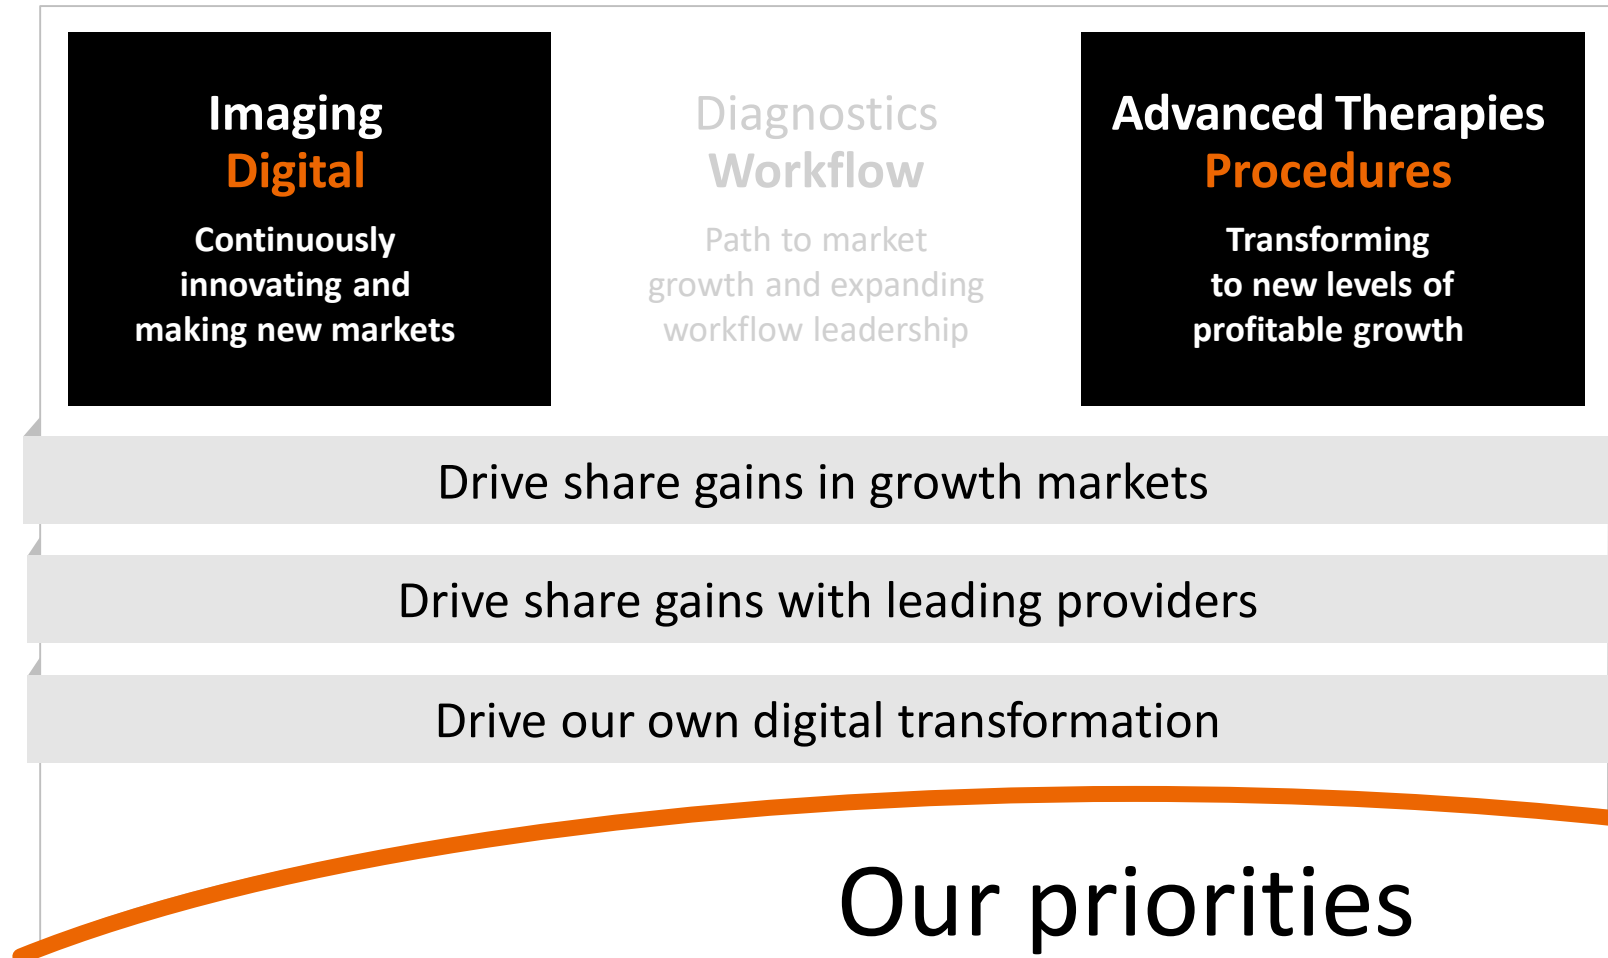 Imaging
Digital
Continuously
innovating and
making new markets
Diagnostics
Workflow
Path to market
growth and expanding
workflow leadership
Advanced Therapies
Procedures
Transforming
to new levels of
profitable growth
Drive share gains in growth markets
Drive share gains with leading providers
Drive our own digital transformation
Our priorities